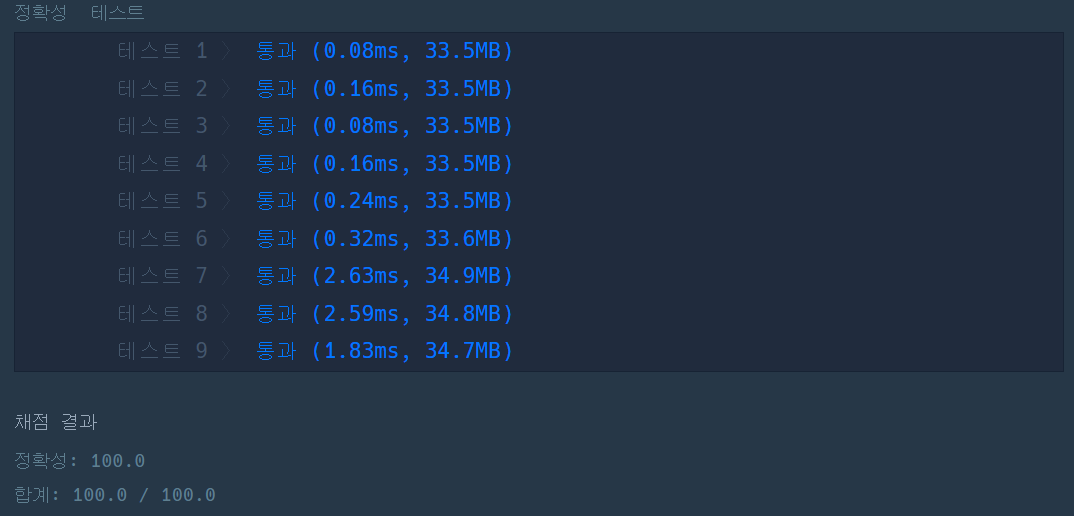 정확성 테스트
테스트 1 〉 통과 (0.08ms, 33.5MB)
테스트 2 〉 통과 (0.16ms, 33.5MB)
테스트 3 〉 통과 (0.08ms, 33.5MB)
테스트 4 〉 통과 (0.16ms, 33.5MB)
테스트 5 〉 통과 (0.24ms, 33.5MB)
테스트 6 〉 통과 (0.32ms, 33.6MB)
테스트 7 〉 통과 (2.63ms, 34.9MB)
테스트 8 〉 통과 (2.59ms, 34.8MB)
테스트 9 〉 통과 (1.83ms, 34.7MB)
채점 결과
정확성: 100.0
합계: 100.0 / 100.0